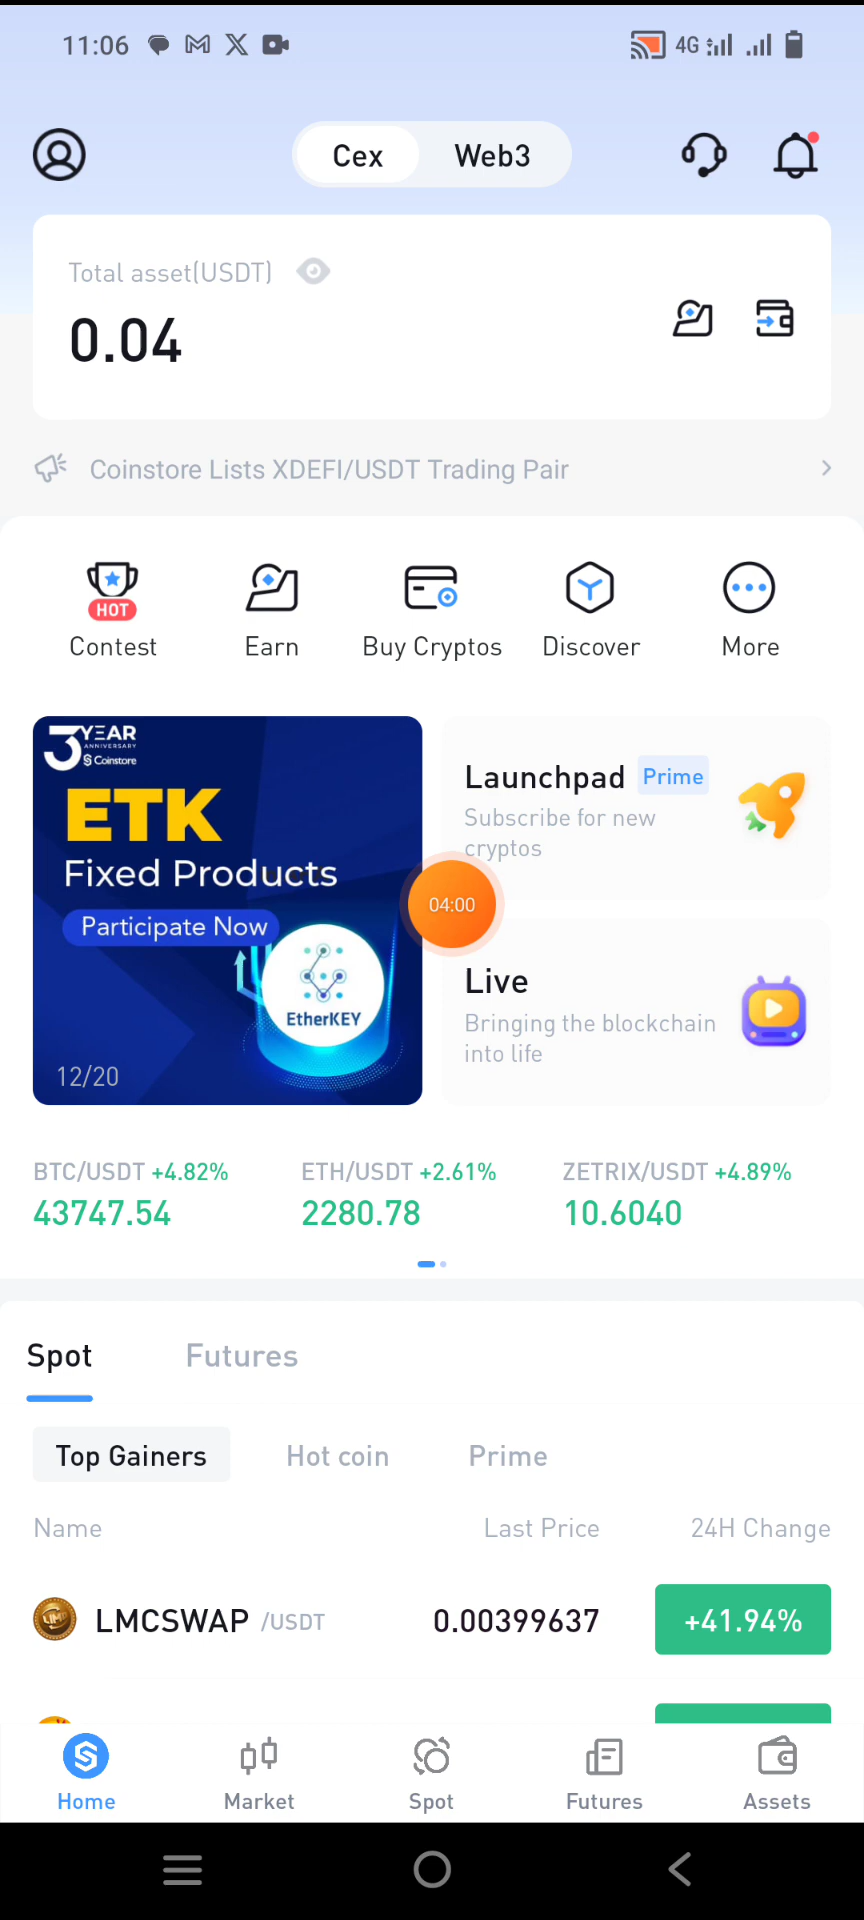 11:06
4G
Cex
Web3
Total asset(USDT)
0.04
Coinstore Lists XDEFI/USDT Trading Pair
HOT
Contest
Earn
Buy Cryptos
Discover
More
3 YEAR
ANNIVERSARY
Coinstore
ETK
Fixed Products
Participate Now
EtherKEY
12/20
Launchpad Prime
Subscribe for new
cryptos
04:00
Live
Bringing the blockchain
into life
BTC/USDT +4.82%
43747.54
ETH/USDT +2.61%
2280.78
ZETRIX/USDT +4.89%
10.6040
Spot
Futures
Top Gainers
Hot coin
Prime
Name
Last Price
24H Change
LMCSWAP /USDT
0.00399637
+41.94%
Home
Market
Spot
Futures
Assets